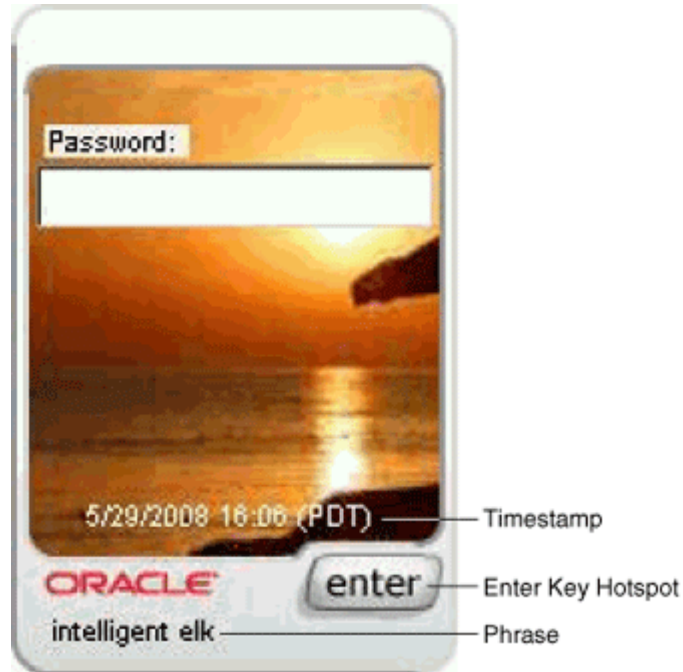 Password:
5/29/2008 16:06 (PDT) Timestamp
ORACLE enter Enter Key Hotspot
intelligent elk Phrase